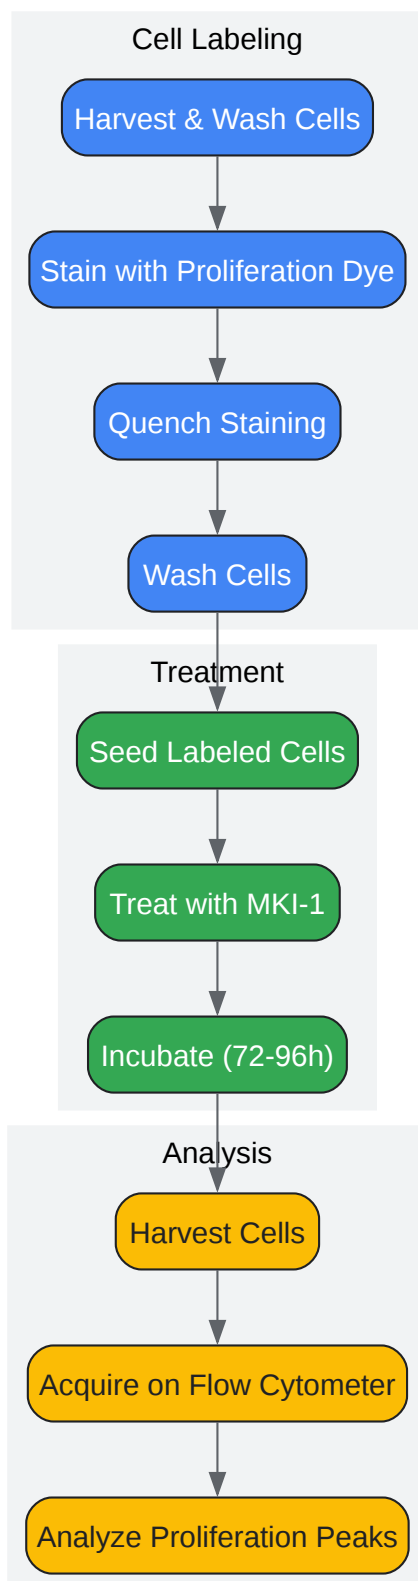 Cell Labeling
Harvest & Wash Cells
Stain with Proliferation Dye
Quench Staining
Wash Cells
Treatment
Seed Labeled Cells
Treat with MKI-1
Incubate (72-96h)
Analysis
Harvest Cells
Acquire on Flow Cytometer
Analyze Proliferation Peaks